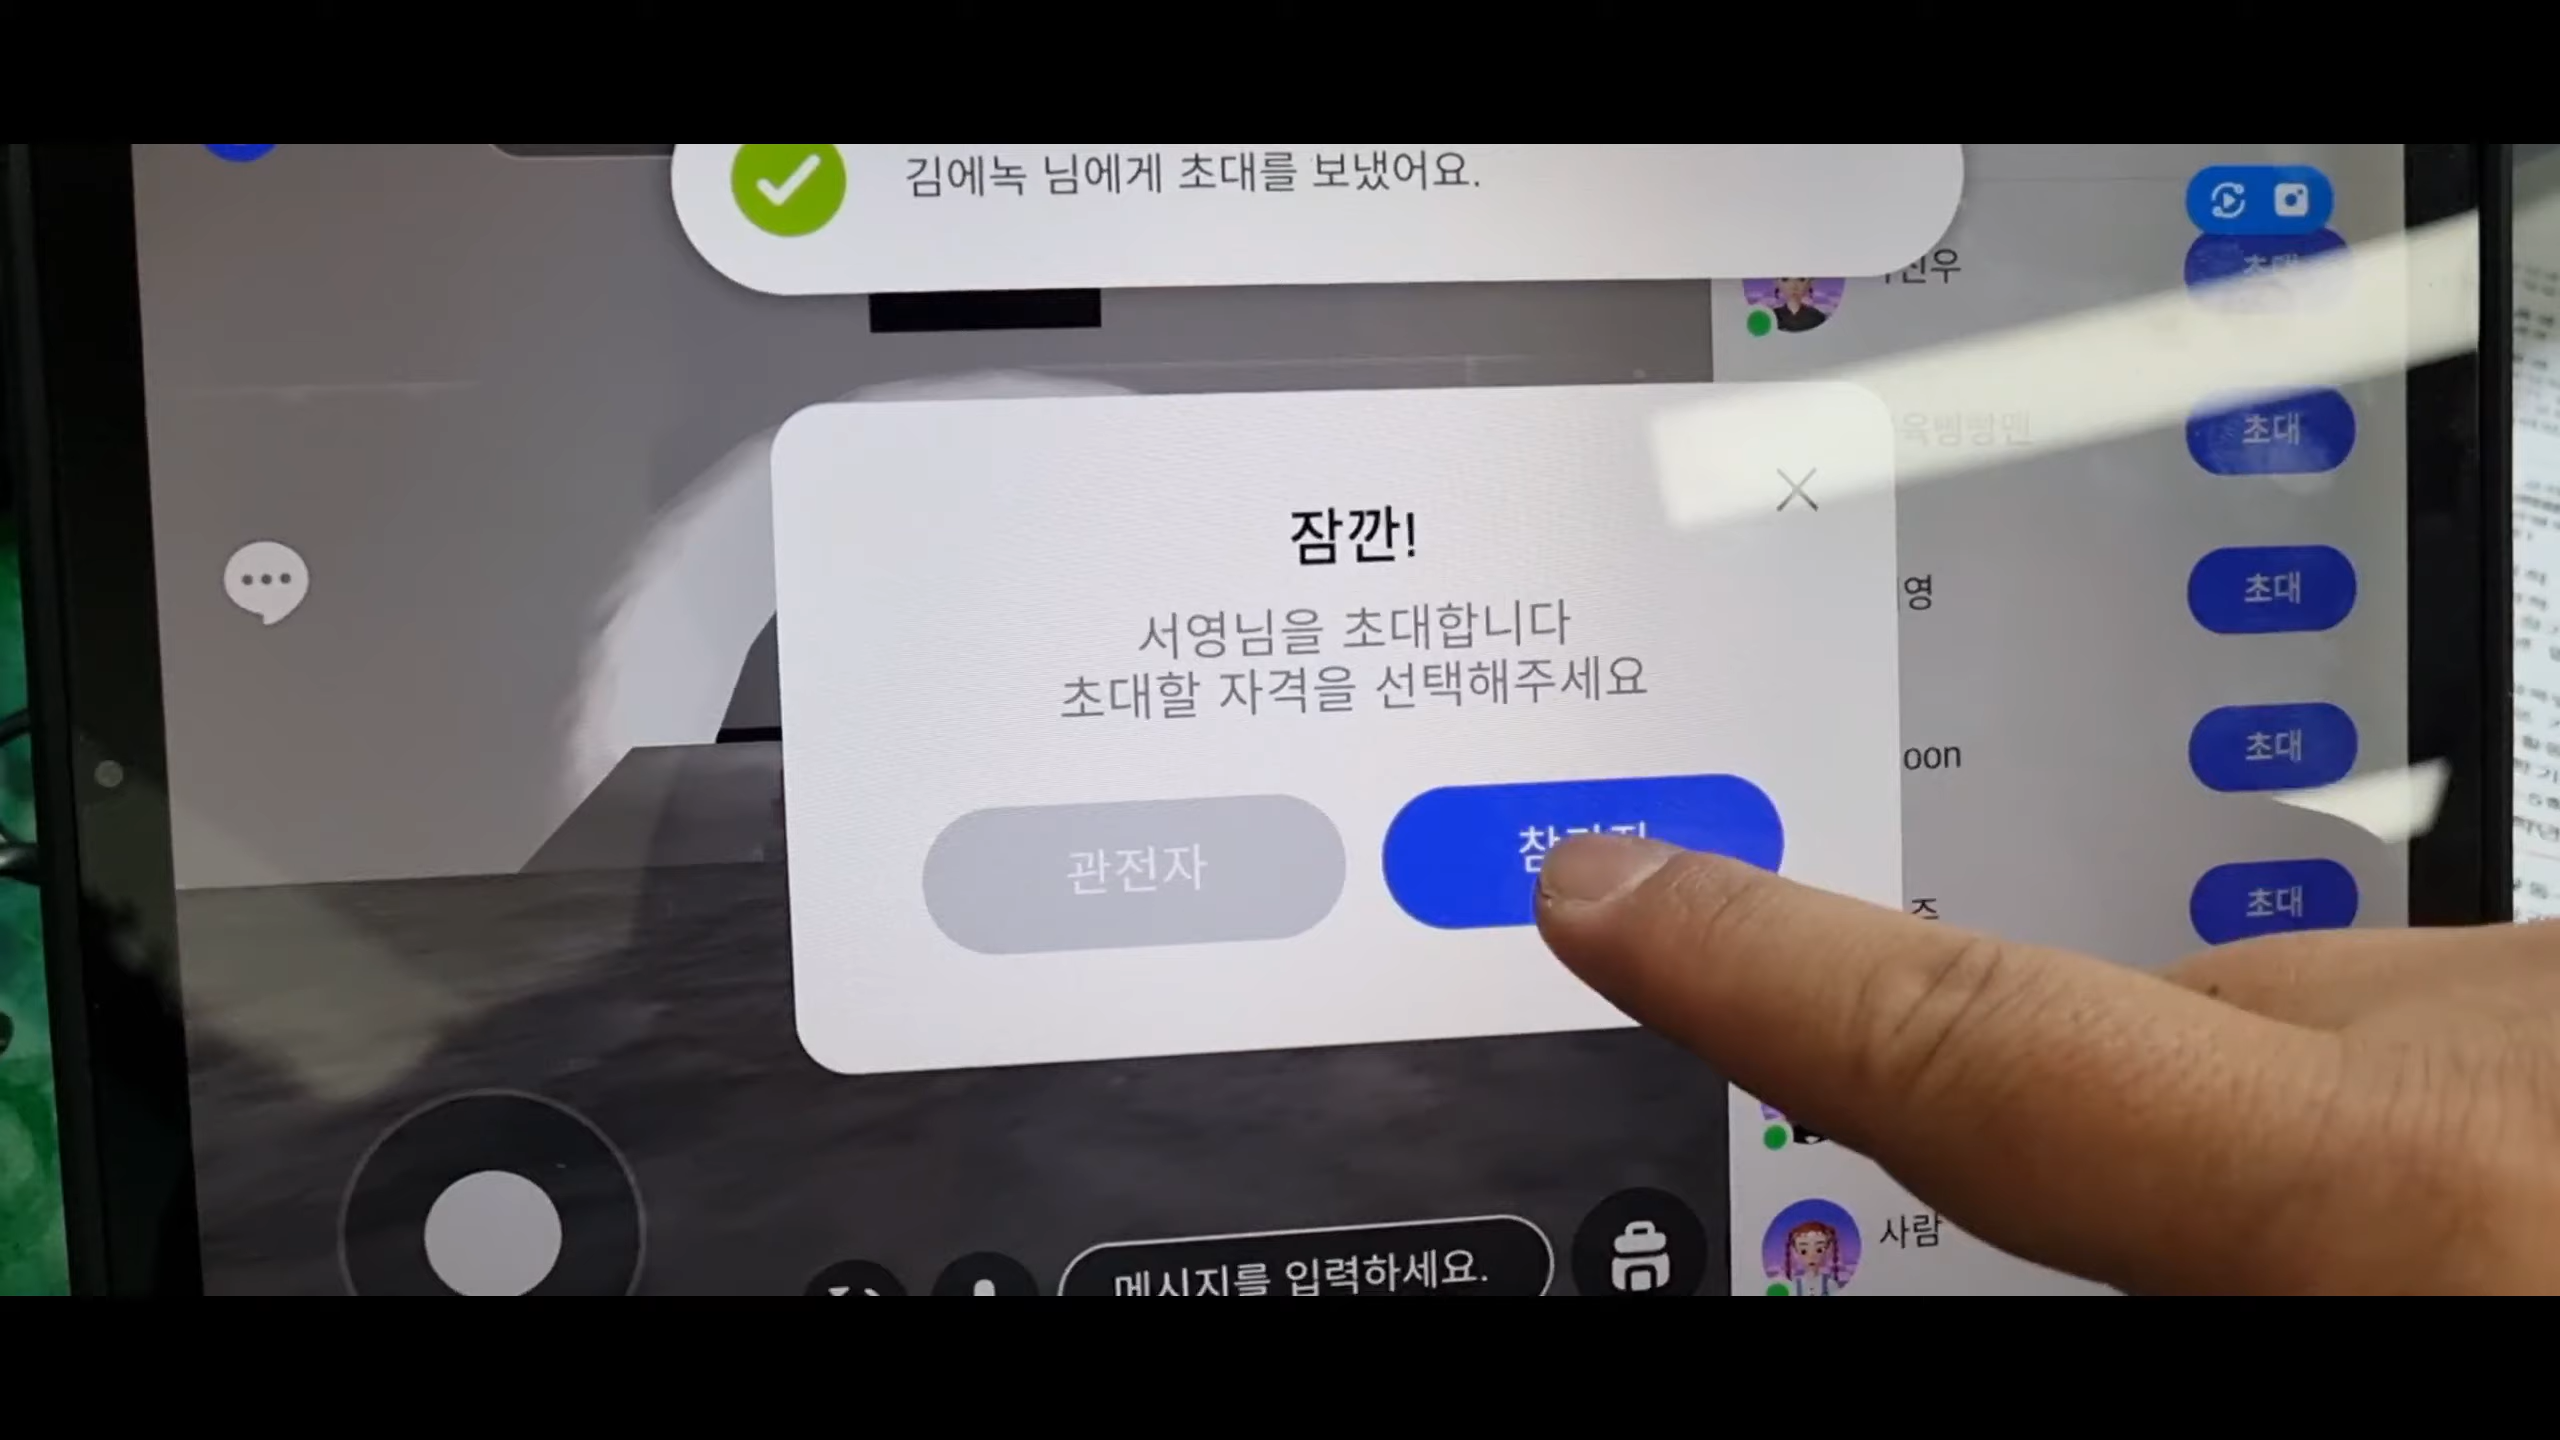 김에녹 님에게 초대를 보냈어요.
초대
초대
잠깐!
서영님을 초대합니다
초대할 자격을 선택해주세요
영
초대
oon
초대
관전자
초대
사람
메시지를 입력하세요.